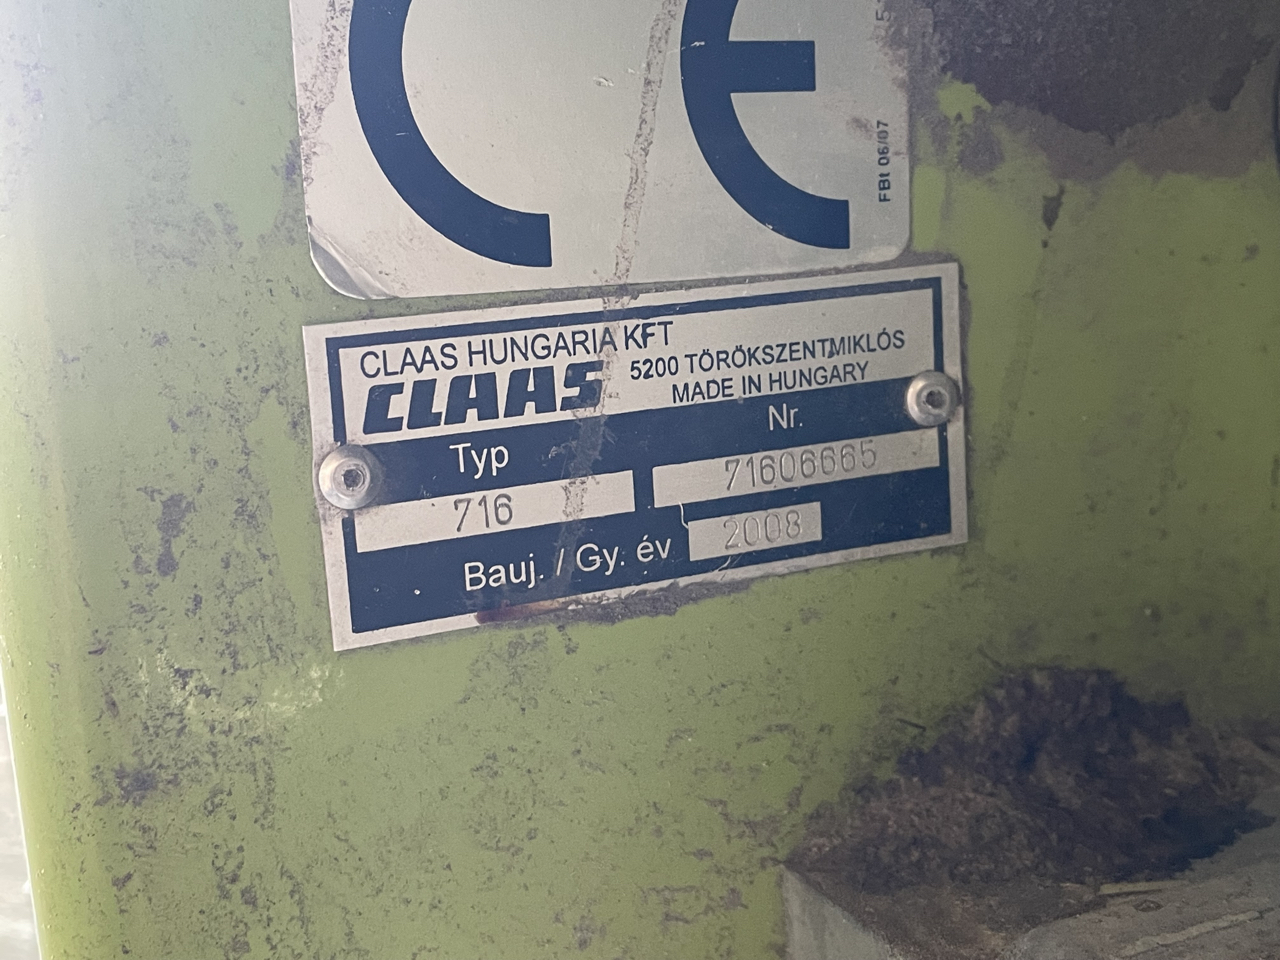 CE
FBt 06/07
CLAAS HUNGARIA KFT
CLAAS 5200 TÖRÖKSZENTMIKLÓS
MADE IN HUNGARY
Typ Nr.
716 71606665
Bauj. / Gy. év 2008